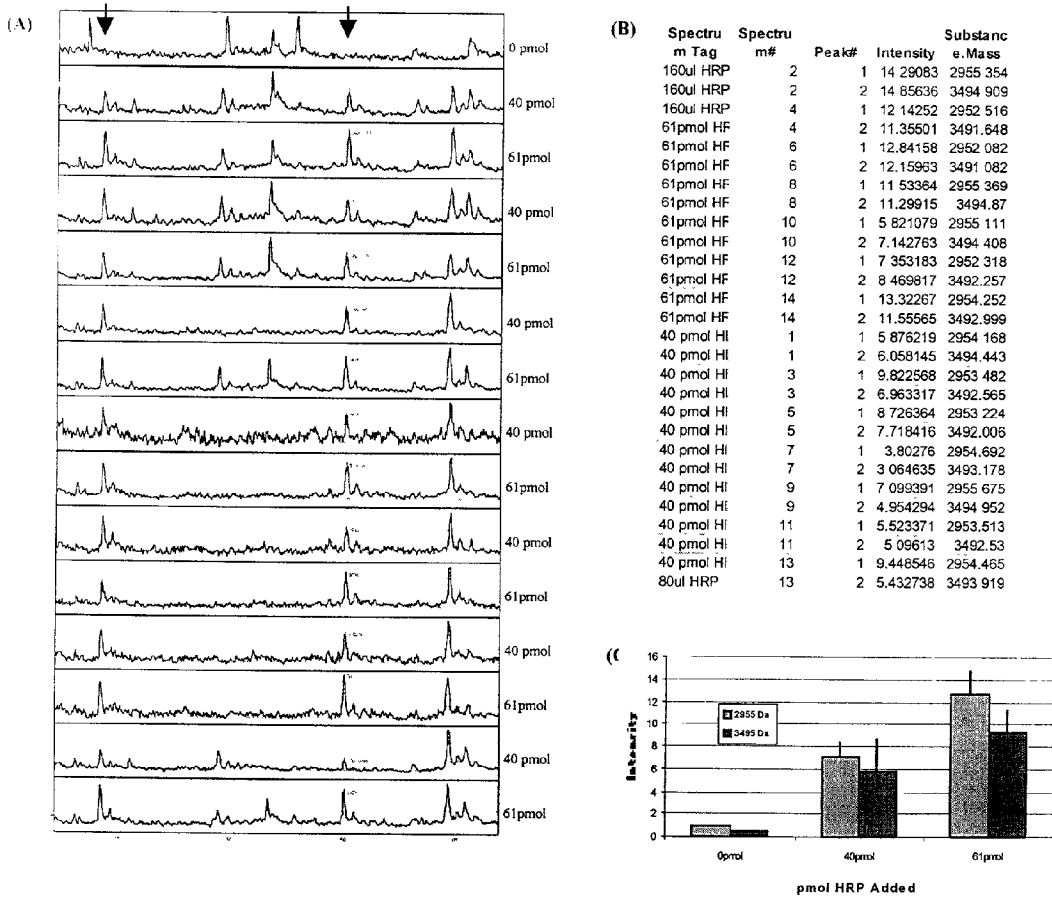 (A)
0 pmol
40 pmol
61pmol
40 pmol
61pmol
40 pmol
61pmol
40 pmol
61pmol
40 pmol
61pmol
40 pmol
61pmol
40 pmol
61pmol
(B)
Spectru Spectru Substanc
m Tag m# Peak# Intensity e.Mass
160ul HRP 2 1 14 29083 2955 354
160ul HRP 2 2 14 85636 3494 909
160ul HRP 4 1 12 14252 2952 516
61pmol HF 4 2 11.35501 3491.648
61pmol HF 6 1 12.84158 2952 082
61pmol HF 6 2 12.15963 3491 082
61pmol HF 8 1 11 53364 2955 369
61pmol HF 8 2 11.29915 3494.87
61pmol HF 10 1 5 821079 2955 111
61pmol HF 10 2 7.142763 3494 408
61pmol HF 12 1 7 353183 2952 318
61pmol HF 12 2 8 469817 3492.257
61pmol HF 14 1 13.32267 2954.252
61pmol HF 14 2 11.55565 3492.999
40 pmol HI 1 1 5 876219 2954 168
40 pmol HI 1 2 6.058145 3494.443
40 pmol HI 3 1 9.822568 2953 482
40 pmol HI 3 2 6.963317 3492.565
40 pmol HI 5 1 8 726364 2953 224
40 pmol HI 5 2 7.718416 3492.006
40 pmol HI 7 1 3.80276 2954.692
40 pmol HI 7 2 3 064635 3493.178
40 pmol HI 9 1 7 099391 2955 675
40 pmol HI 9 2 4.954294 3494 952
40 pmol HI 11 1 5.523371 2953.513
40 pmol HI 11 2 5 09613 3492.53
40 pmol HI 13 1 9.448546 2954.465
80ul HRP 13 2 5.432738 3493 919
(C
16
14
12
10
8
6
4
2
0
Intensity
2955 Da
3495 Da
0pmol 40pmol 61pmol
pmol HRP Added